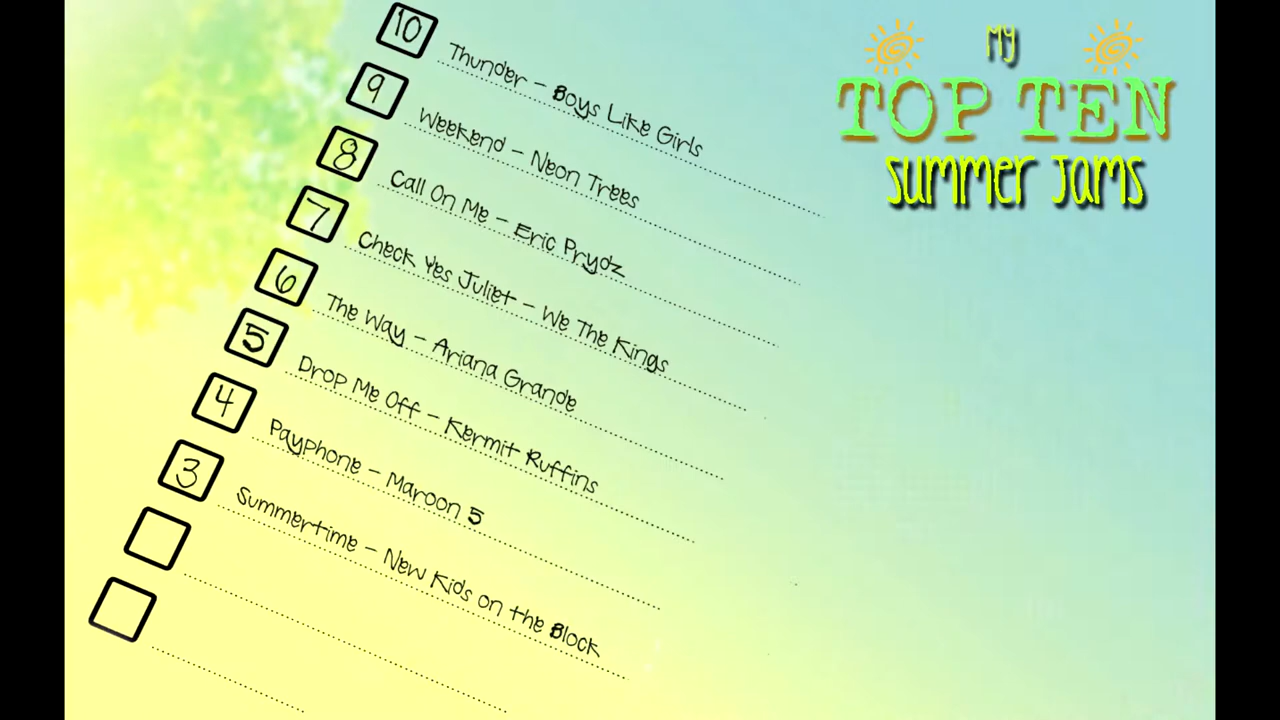 My
TOP TEN
Summer Jams
10 Thunder – Boys Like Girls
9 Weekend – Neon Trees
8 Call On Me – Eric Prydz
7 Check Yes Juliet – We The Kings
6 The Way – Ariana Grande
5 Drop Me Off – Kermit Ruffins
4 Payphone – Maroon 5
3 Summertime – New Kids on the Block